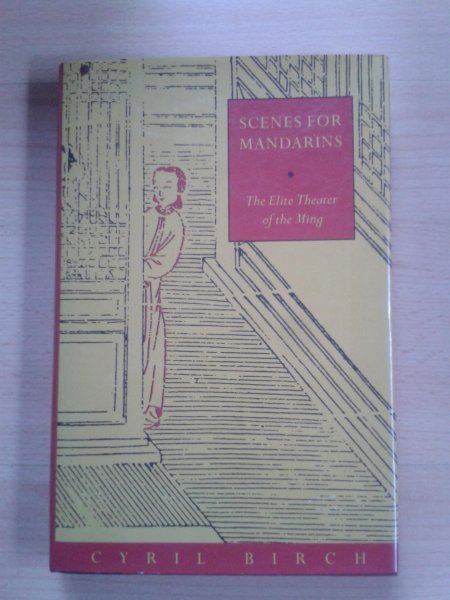 SCENES FOR
MANDARINS
The Elite Theater
of the Ming
CYRIL BIRCH